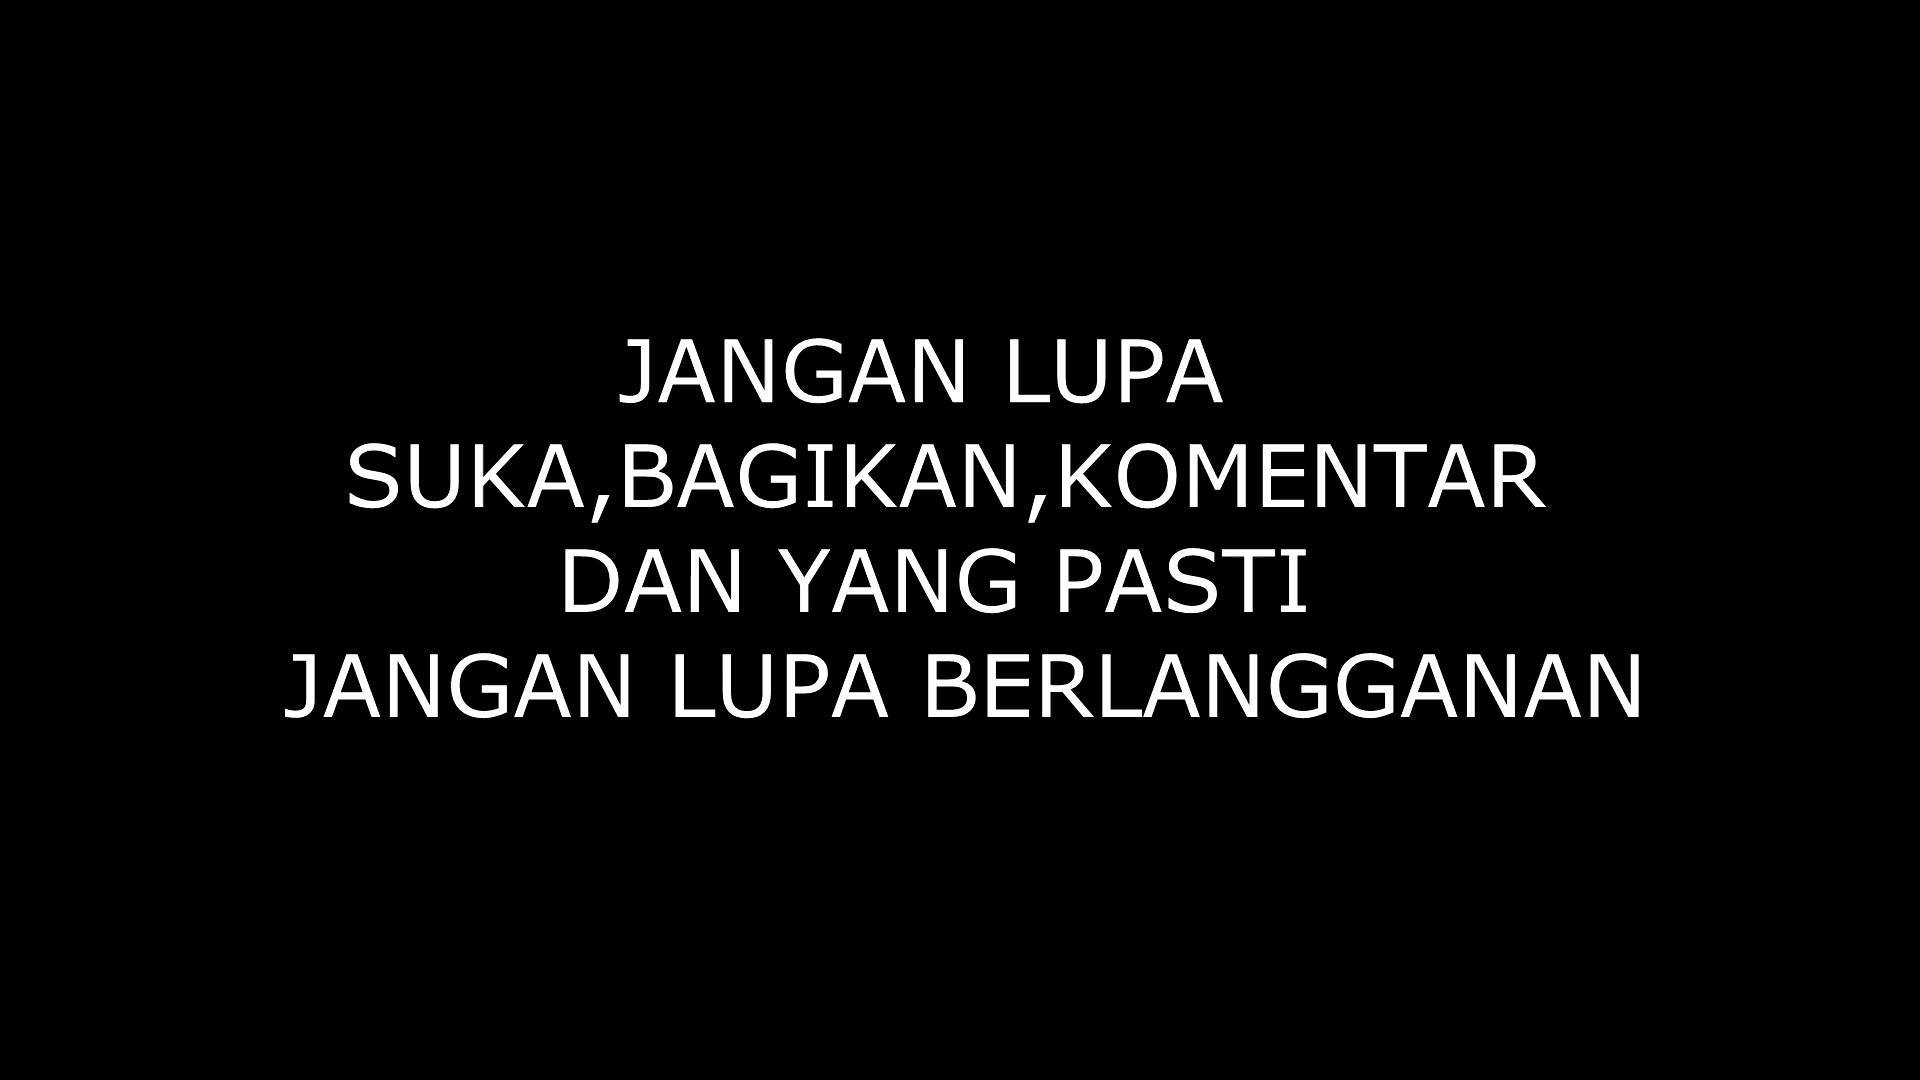 JANGAN LUPA
SUKA,BAGIKAN,KOMENTAR
DAN YANG PASTI
JANGAN LUPA BERLANGGANAN